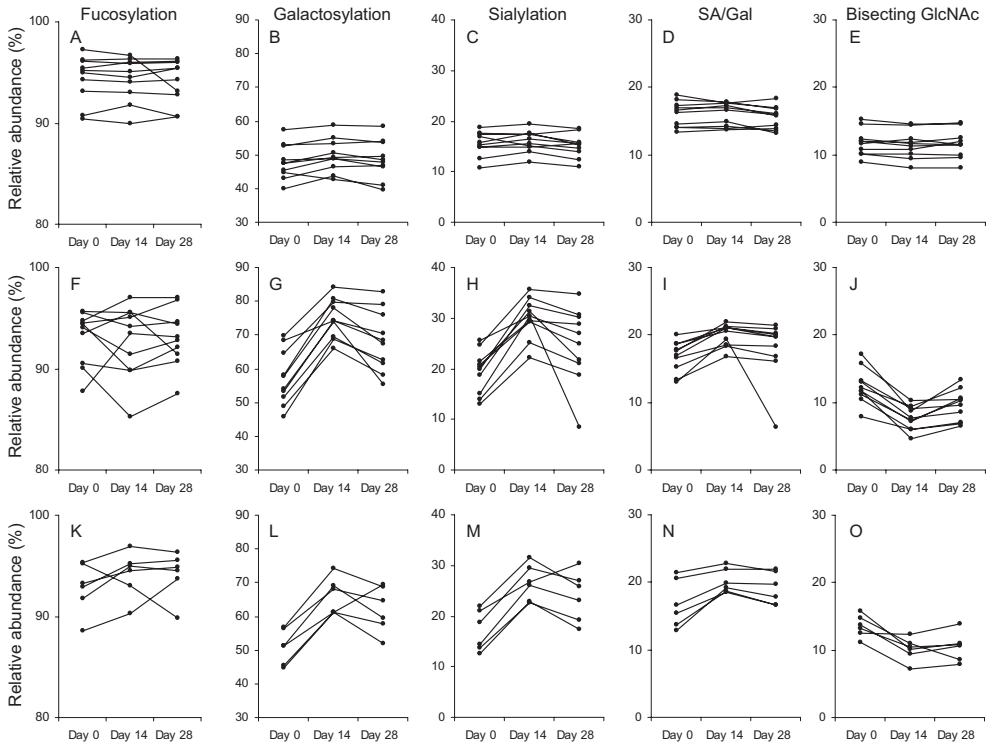 Fucosylation Galactosylation Sialylation SA/Gal Bisecting GlcNAc
Relative abundance (%)
A B C D E
100 90 80
90 80 70 60 50 40 30
40 30 20 10 0
30 20 10 0
30 20 10 0
Day 0 Day 14 Day 28 Day 0 Day 14 Day 28 Day 0 Day 14 Day 28 Day 0 Day 14 Day 28 Day 0 Day 14 Day 28
Relative abundance (%)
F G H I J
100 90 80
90 80 70 60 50 40 30
40 30 20 10 0
30 20 10 0
30 20 10 0
Day 0 Day 14 Day 28 Day 0 Day 14 Day 28 Day 0 Day 14 Day 28 Day 0 Day 14 Day 28 Day 0 Day 14 Day 28
Relative abundance (%)
K L M N O
100 90 80
90 80 70 60 50 40 30
40 30 20 10 0
30 20 10 0
30 20 10 0
Day 0 Day 14 Day 28 Day 0 Day 14 Day 28 Day 0 Day 14 Day 28 Day 0 Day 14 Day 28 Day 0 Day 14 Day 28